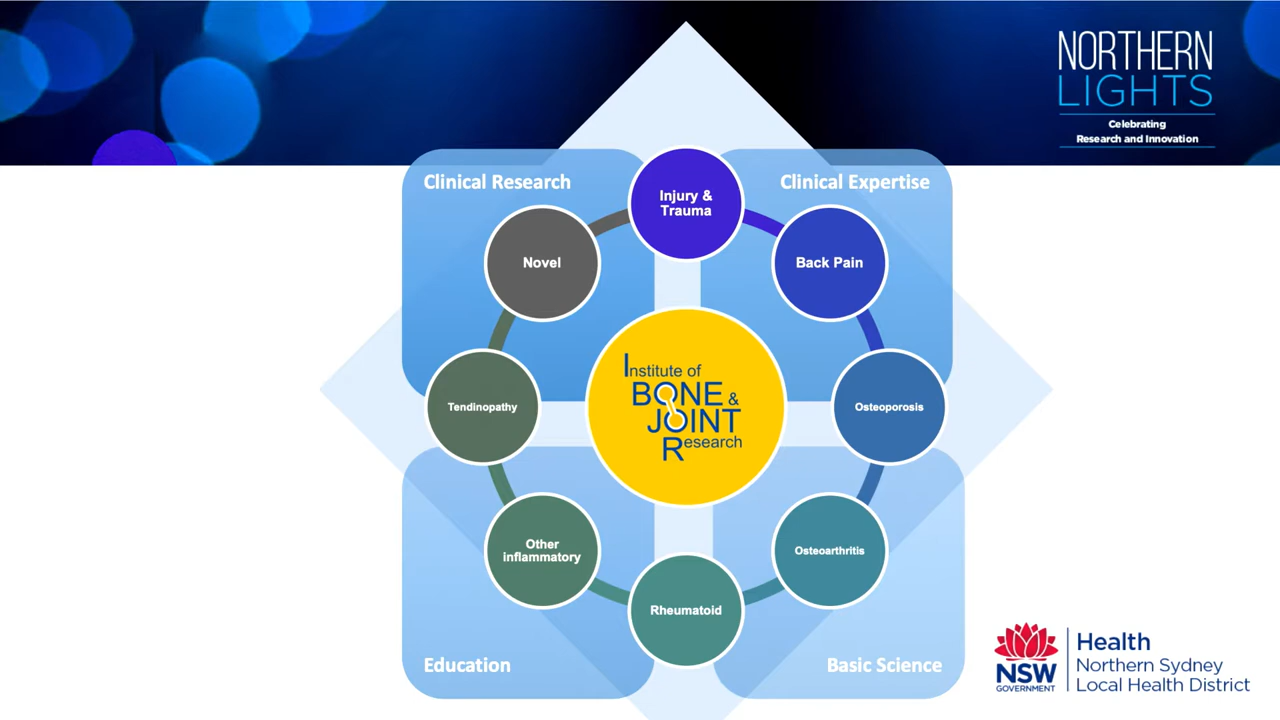 NORTHERN
LIGHTS
Celebrating
Research and Innovation
Clinical Research
Clinical Expertise
Injury &
Trauma
Novel
Back Pain
Institute of
BONE &
JOINT
Research
Tendinopathy
Osteoporosis
Other
inflammatory
Osteoarthritis
Rheumatoid
Education
Basic Science
NSW
GOVERNMENT
Health
Northern Sydney
Local Health District